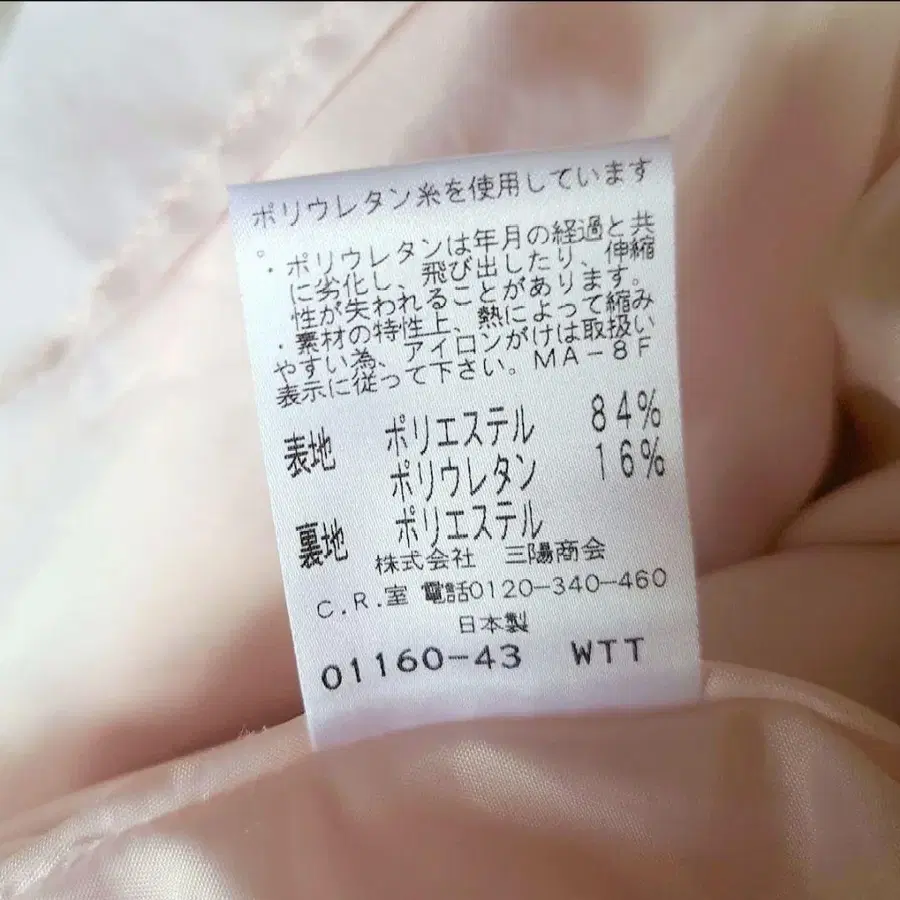 ポリウレタン糸を使用しています
。
・ポリウレタンは年月の経過と共
に劣化し、飛び出したり、伸縮
性が失われることがあります。
・素材の特性上、熱によって縮み
やすい為、アイロンがけは取扱い
表示に従って下さい。MA-8F
表地 ポリエステル 84%
ポリウレタン 16%
裏地 ポリエステル
株式会社 三陽商会
C.R.室 電話0120-340-460
日本製
01160-43 WTT